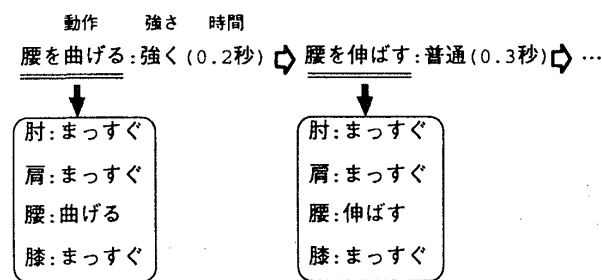 動作 強さ 時間
腰を曲げる:強く(0.2秒) ⇨ 腰を伸ばす:普通(0.3秒) ⇨ …
肘:まっすぐ
肩:まっすぐ
腰:曲げる
膝:まっすぐ
肘:まっすぐ
肩:まっすぐ
腰:伸ばす
膝:まっすぐ